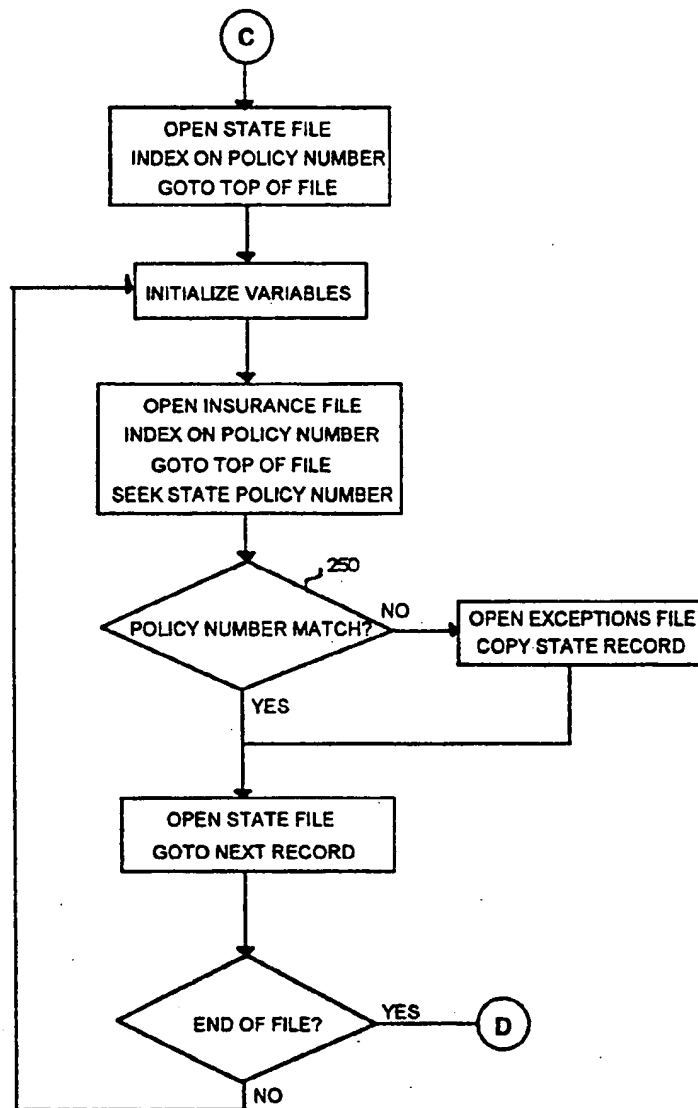 C
OPEN STATE FILE
INDEX ON POLICY NUMBER
GOTO TOP OF FILE
INITIALIZE VARIABLES
OPEN INSURANCE FILE
INDEX ON POLICY NUMBER
GOTO TOP OF FILE
SEEK STATE POLICY NUMBER
250
POLICY NUMBER MATCH?
NO
OPEN EXCEPTIONS FILE
COPY STATE RECORD
YES
OPEN STATE FILE
GOTO NEXT RECORD
END OF FILE?
YES
D
NO